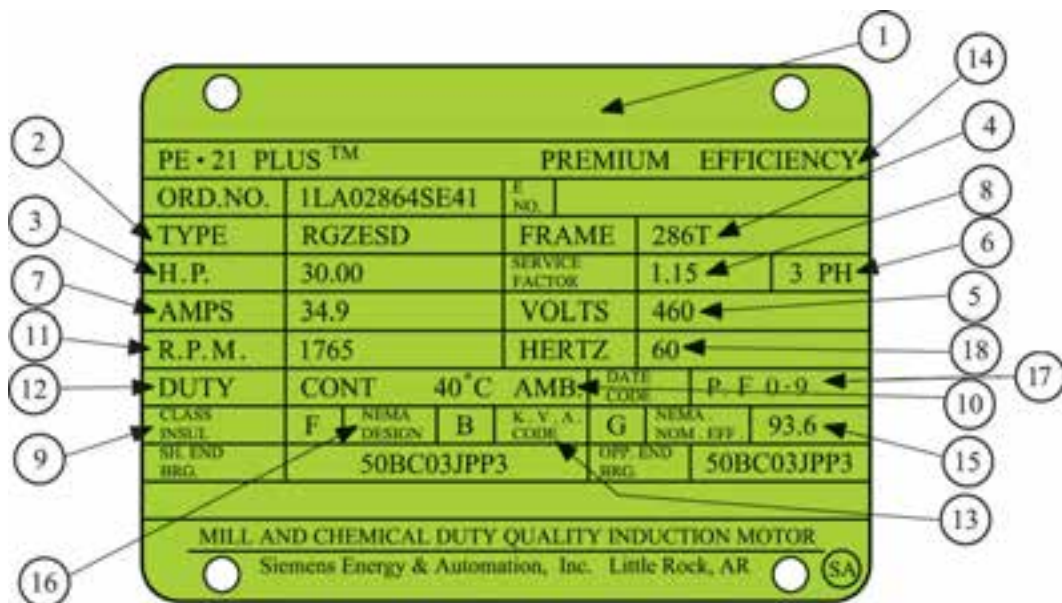 1
14
2
PE • 21 PLUS TM PREMIUM EFFICIENCY
4
ORD.NO. 1LA02864SE41 E NO.
8
3
TYPE RGZESD FRAME 286T
6
H.P. 30.00 SERVICE FACTOR 1.15 3 PH
7
AMPS 34.9 VOLTS 460
5
11
R.P.M. 1765 HERTZ 60
18
12
DUTY CONT 40°C AMB. DATE CODE P. F 0·9
17
10
9
CLASS INSUL F NEMA DESIGN B K. V. A. CODE G NEMA NOM. EFF. 93.6
15
SH. END BRG. 50BC03JPP3 OPP. END BRG. 50BC03JPP3
13
MILL AND CHEMICAL DUTY QUALITY INDUCTION MOTOR
16
Siemens Energy & Automation, Inc. Little Rock, AR SA